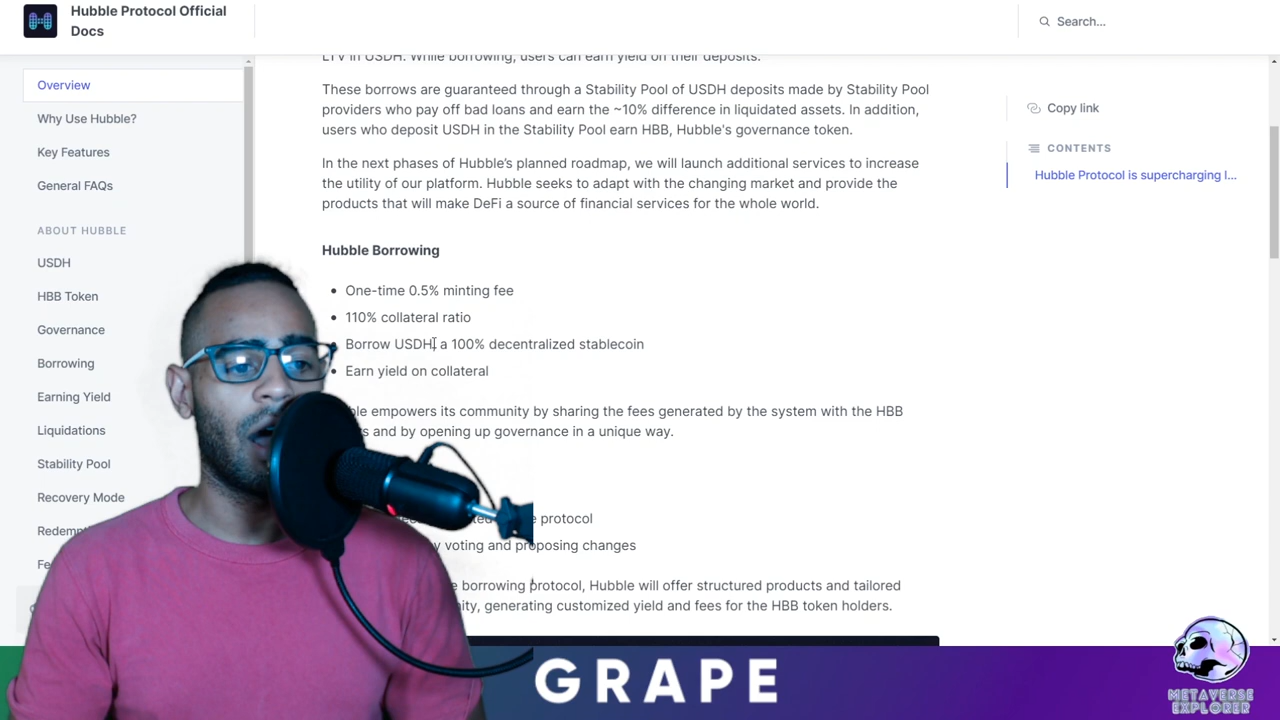 Hubble Protocol Official
Docs
Search...
Overview
Why Use Hubble?
Key Features
General FAQs
ABOUT HUBBLE
USDH
HBB Token
Governance
Borrowing
Earning Yield
Liquidations
Stability Pool
Recovery Mode
LTV in USDH. While borrowing, users can earn yield on their deposits.
These borrows are guaranteed through a Stability Pool of USDH deposits made by Stability Pool
providers who pay off bad loans and earn the ~10% difference in liquidated assets. In addition,
users who deposit USDH in the Stability Pool earn HBB, Hubble's governance token.
In the next phases of Hubble's planned roadmap, we will launch additional services to increase
the utility of our platform. Hubble seeks to adapt with the changing market and provide the
products that will make DeFi a source of financial services for the whole world.
Hubble Borrowing
One-time 0.5% minting fee
110% collateral ratio
Borrow USDH, a 100% decentralized stablecoin
Earn yield on collateral
empowers its community by sharing the fees generated by the system with the HBB
and by opening up governance in a unique way.
protocol
voting and proposing changes
borrowing protocol, Hubble will offer structured products and tailored
generating customized yield and fees for the HBB token holders.
Copy link
CONTENTS
Hubble Protocol is supercharging l...
GRAPE
METAVERSE
EXPLORER